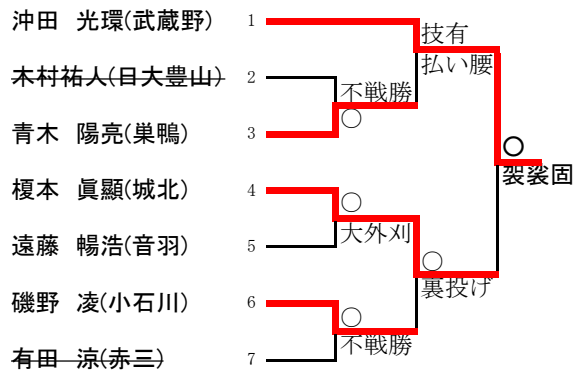 沖田　光環(武蔵野) 1
技有
払い腰
木村祐人(日大豊山) 2
不戦勝
青木　陽亮(巣鴨) 3
○
○
袈裟固
榎本　眞顯(城北) 4
○
大外刈
遠藤　暢浩(音羽) 5
○
裏投げ
磯野　凌(小石川) 6
○
不戦勝
有田　涼(赤三) 7